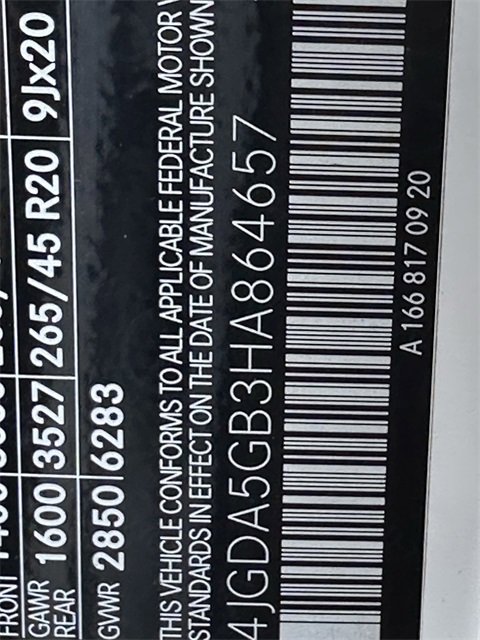 FRONT
GAWR
REAR 1600 3527 265/45 R20 9Jx20
GVWR 2850 6283
THIS VEHICLE CONFORMS TO ALL APPLICABLE FEDERAL MOTOR
STANDARDS IN EFFECT ON THE DATE OF MANUFACTURE SHOWN
4JGDA5GB3HA864657
A 166 817 09 20